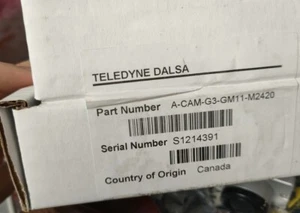 TELEDYNE DALSA
Part Number A-CAM-G3-GM11-M2420
Serial Number S1214391
Country of Origin Canada